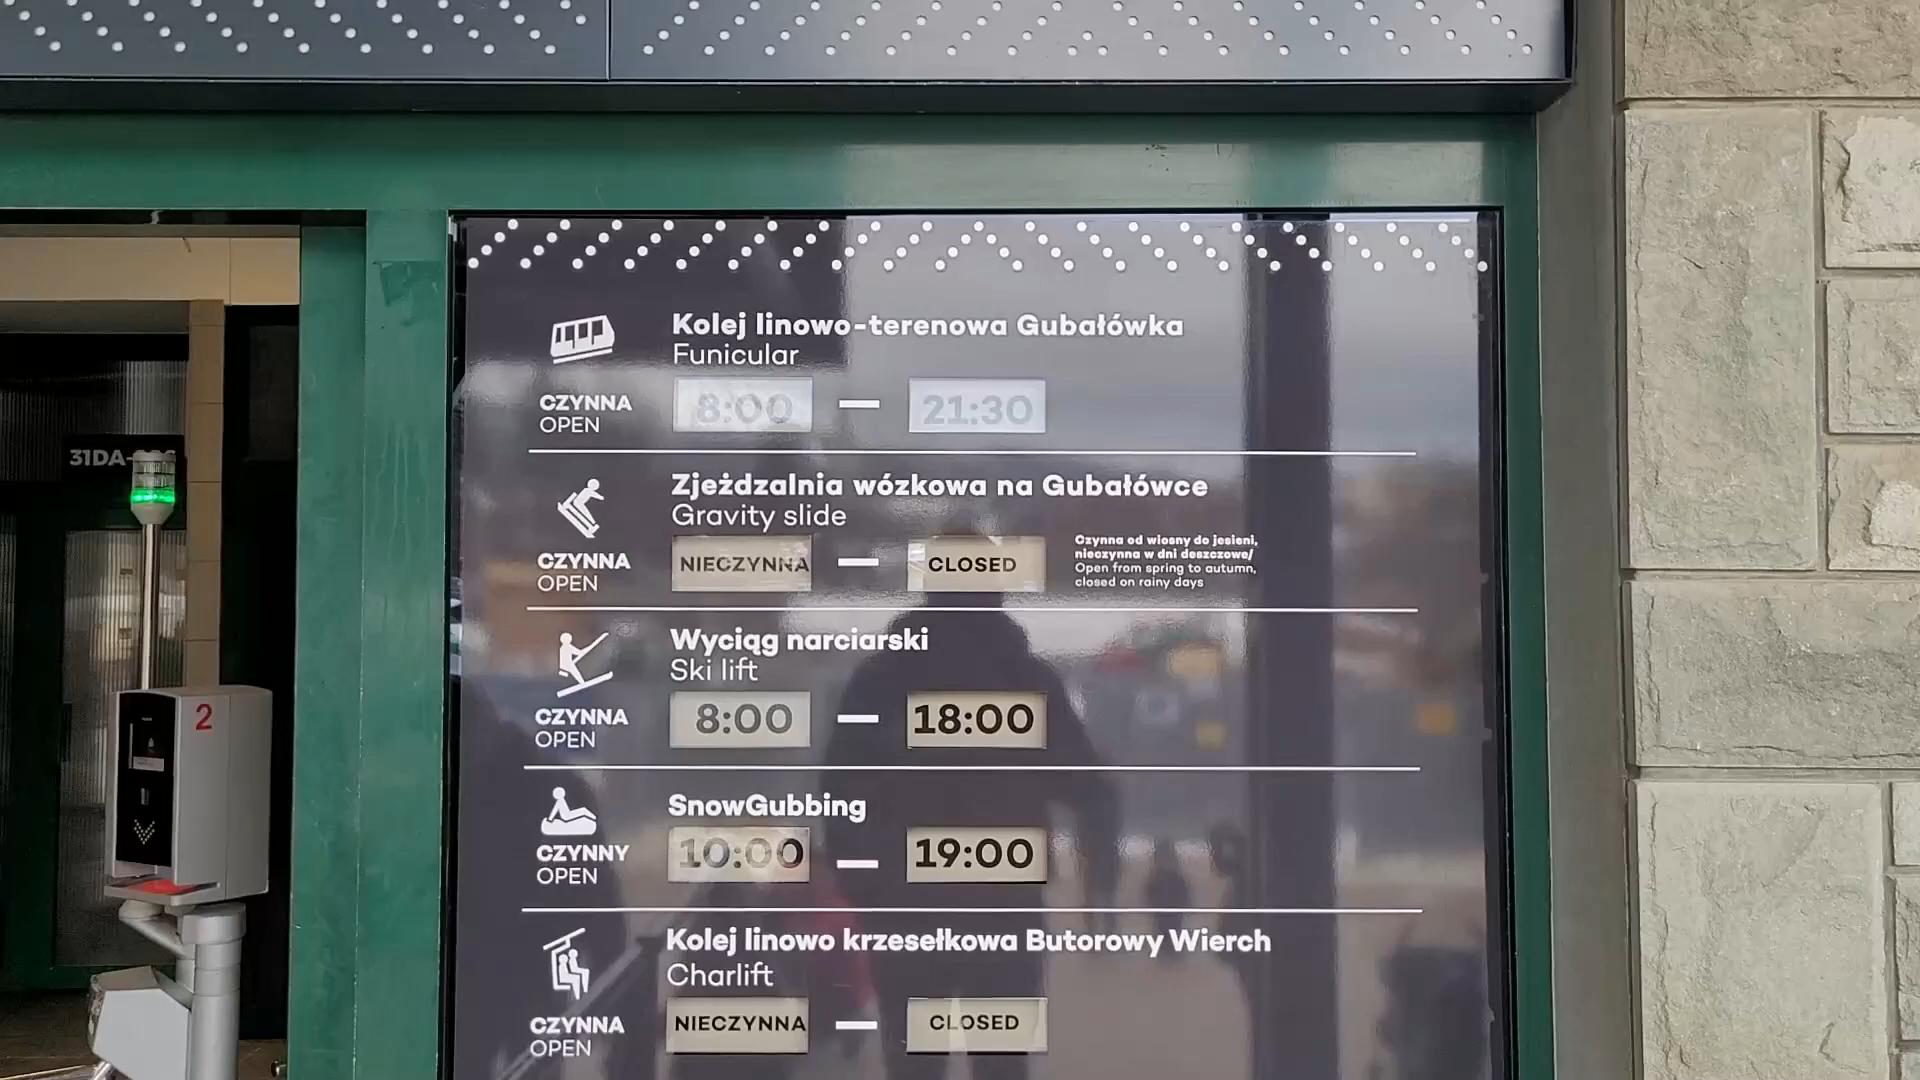 Kolej linowo-terenowa Gubałówka
Funicular
CZYNNA
OPEN
8:00 — 21:30
Zjeżdzalnia wózkowa na Gubałówce
Gravity slide
CZYNNA
OPEN
NIECZYNNA — CLOSED
Czynna od wiosny do jesieni,
nieczynna w dni deszczowe/
Open from spring to autumn,
closed on rainy days
Wyciąg narciarski
Ski lift
CZYNNA
OPEN
8:00 — 18:00
SnowGubbing
CZYNNY
OPEN
10:00 — 19:00
Kolej linowo krzesełkowa Butorowy Wierch
Charlift
CZYNNA
OPEN
NIECZYNNA — CLOSED
2